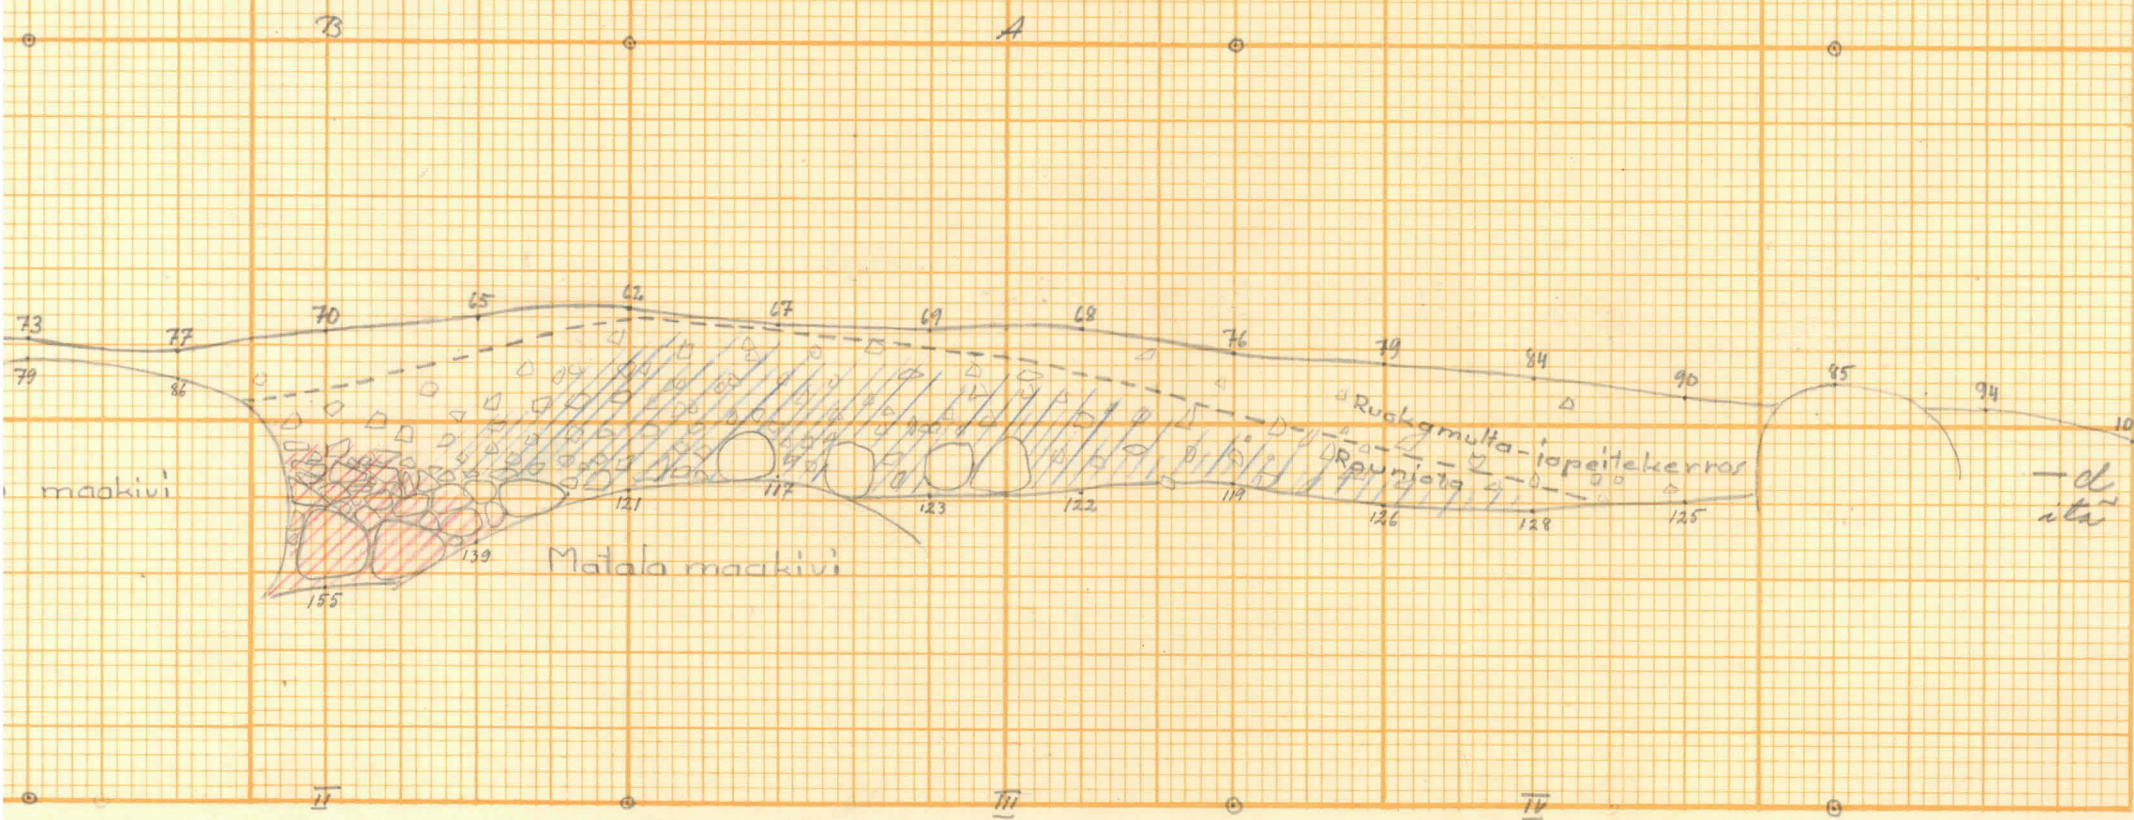 B A
62
65 67 69 68
73 77 70 76 79 84 90 85 94 10
79 86
Ruokamulta- ja peitekerros
Rauniota
maakivi
121 117 123 122 119 126 128 125
- d
itä
139
Matala maakivi
155
II III IV